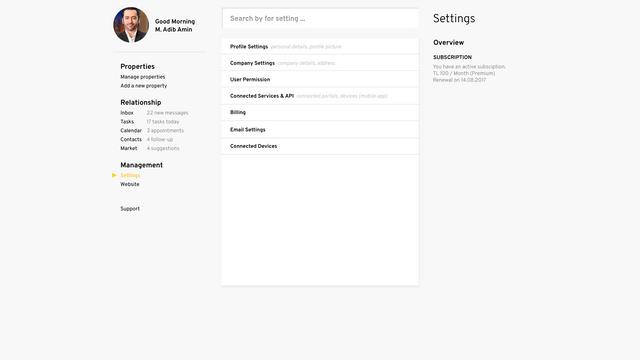 Good Morning
M. Adib Amin
Properties
Manage properties
Add a new property
Relationship
Inbox 22 new messages
Tasks 17 tasks today
Calendar 3 appointments
Contacts 4 follow-up
Market 4 suggestions
Management
Settings
Website
Support
Search by for setting ...
Profile Settings personal details, profile picture
Company Settings company details, address
User Permission
Connected Services & API connected portals, devices (mobile app)
Billing
Email Settings
Connected Devices
Settings
Overview
SUBSCRIPTION
You have an active subsciption.
TL 100 / Month (Premium)
Renewal on 14.08.2017